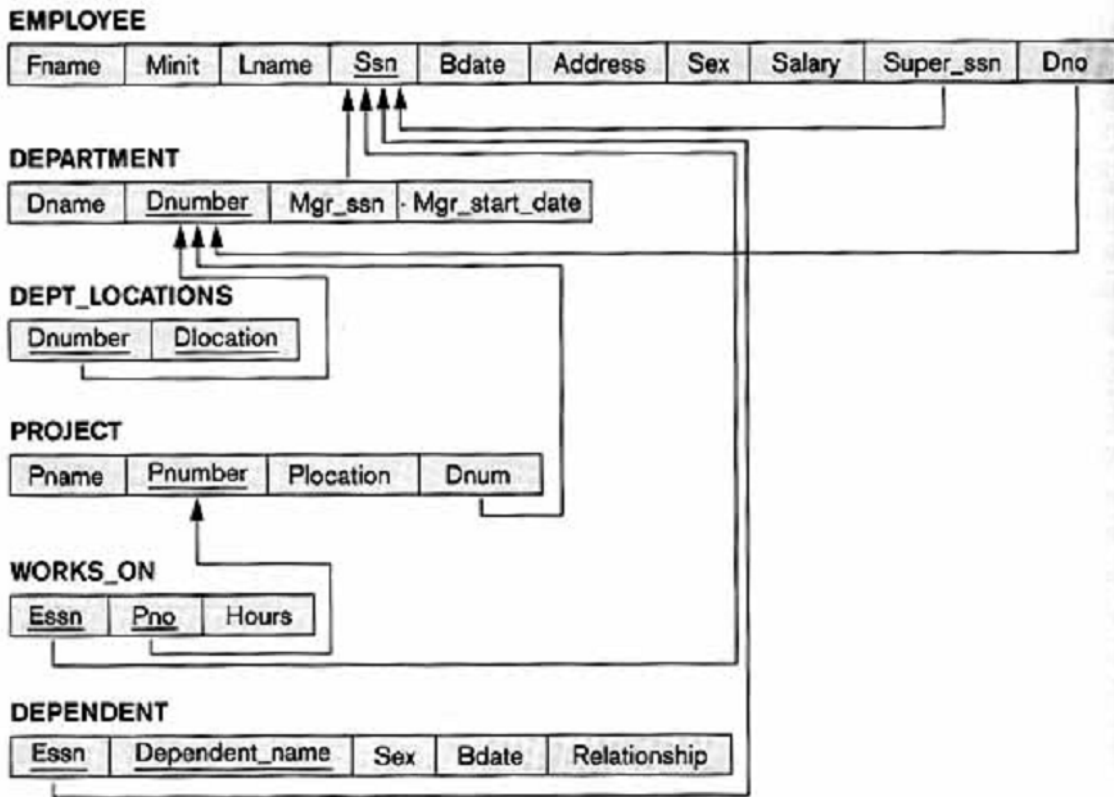 EMPLOYEE
Fname Minit Lname Ssn Bdate Address Sex Salary Super_ssn Dno
DEPARTMENT
Dname Dnumber Mgr_ssn Mgr_start_date
DEPT_LOCATIONS
Dnumber Dlocation
PROJECT
Pname Pnumber Plocation Dnum
WORKS_ON
Essn Pno Hours
DEPENDENT
Essn Dependent_name Sex Bdate Relationship